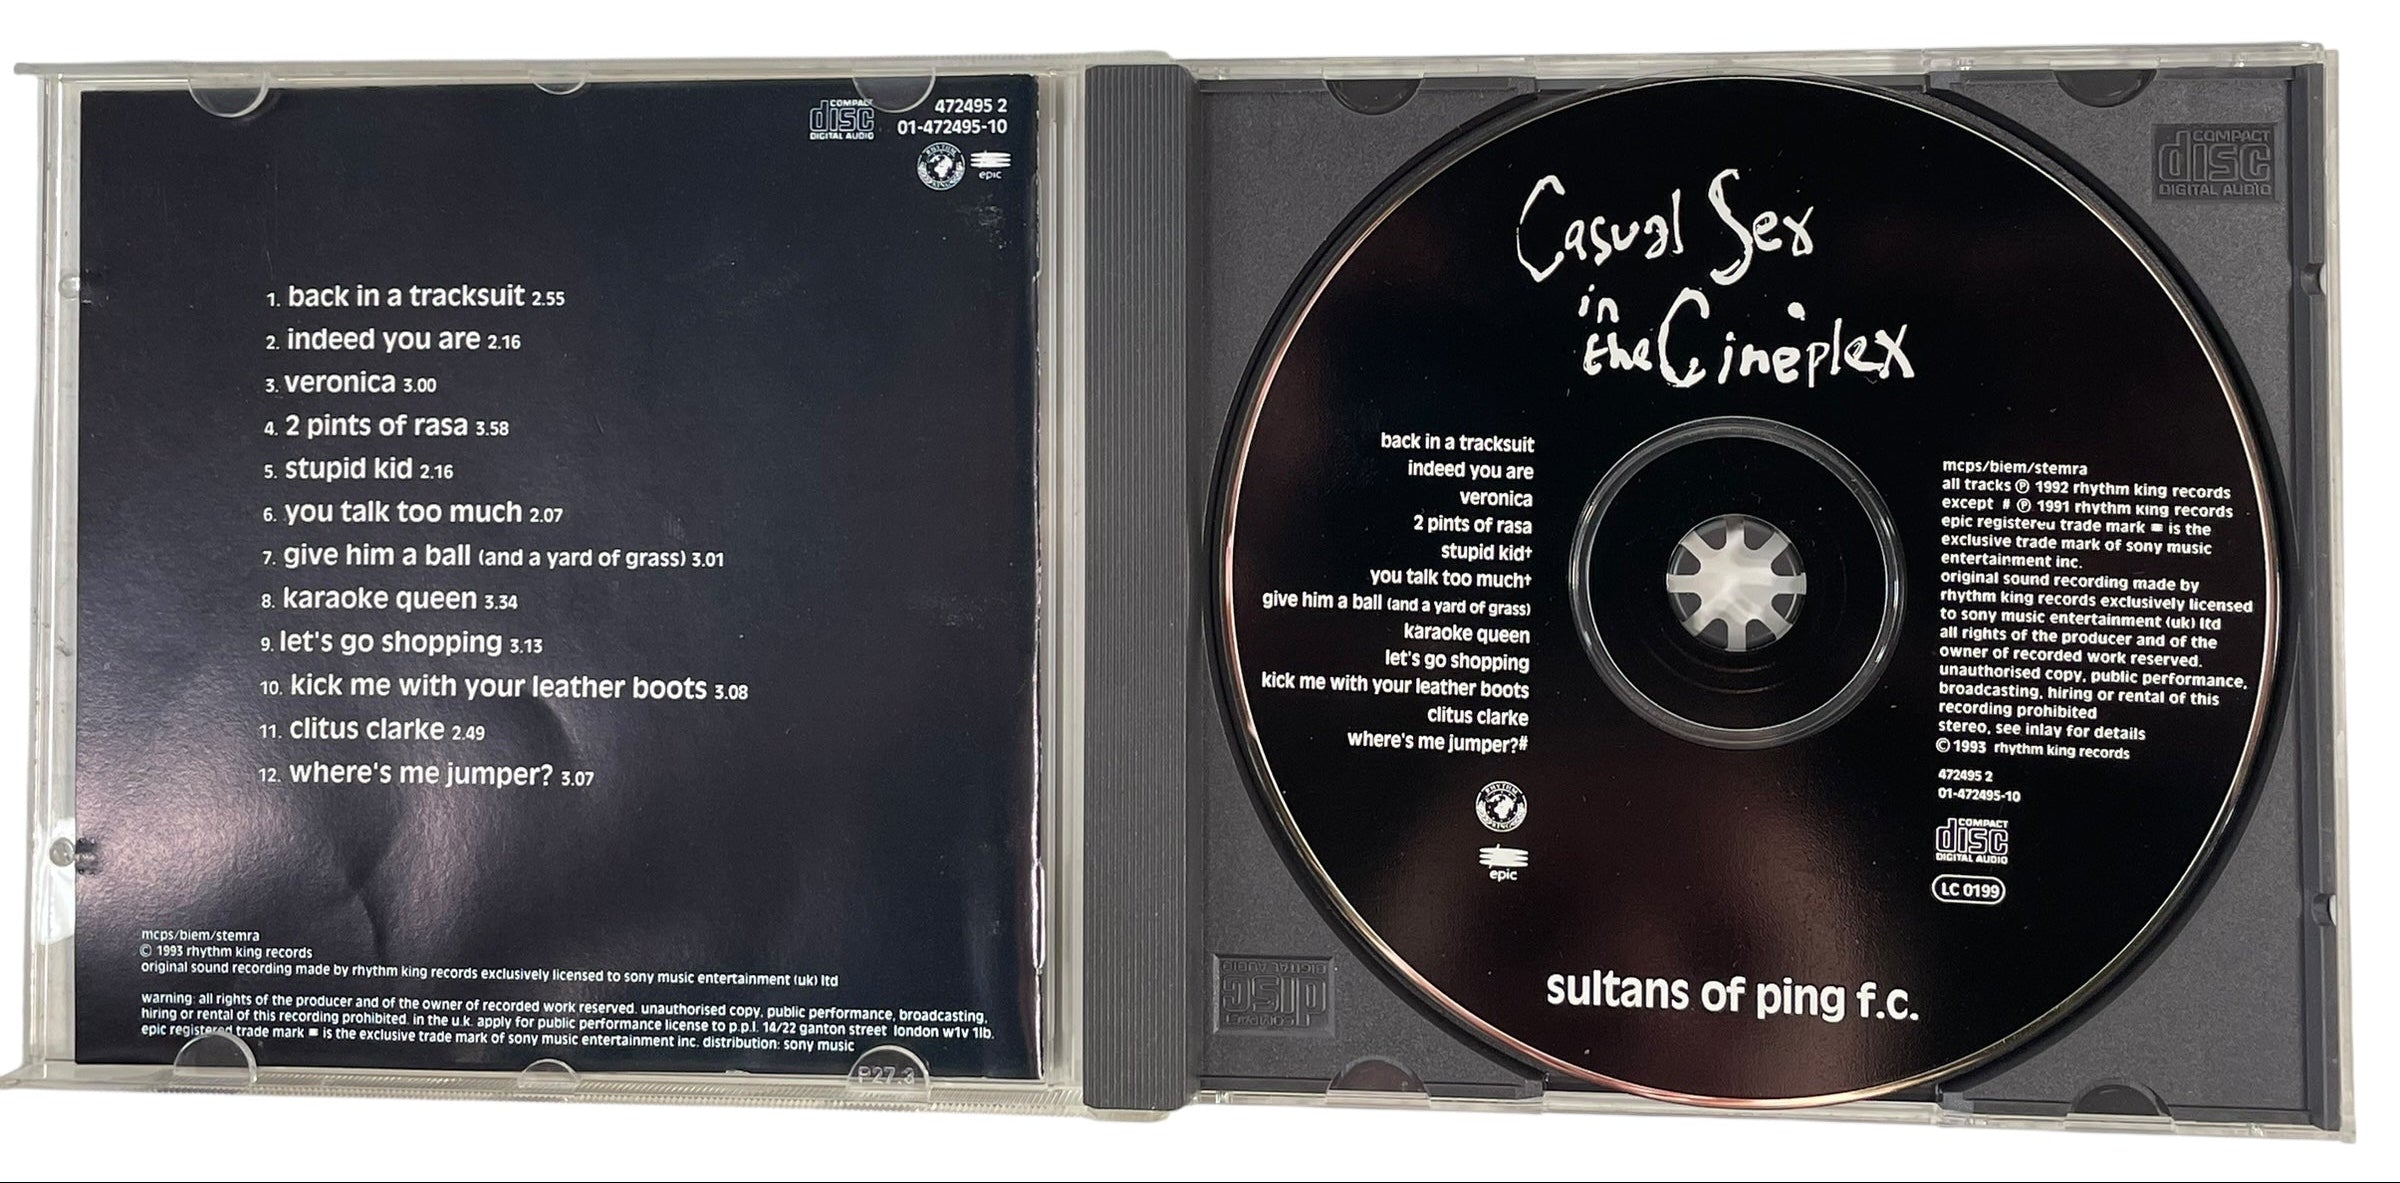 COMPACT
disc
DIGITAL AUDIO
472495 2
01-472495-10
RHYTHM
KING
epic
1. back in a tracksuit 2.55
2. indeed you are 2.16
3. veronica 3.00
4. 2 pints of rasa 3.58
5. stupid kid 2.16
6. you talk too much 2.07
7. give him a ball (and a yard of grass) 3.01
8. karaoke queen 3.34
9. let's go shopping 3.13
10. kick me with your leather boots 3.08
11. clitus clarke 2.49
12. where's me jumper? 3.07
mcps/biem/stemra
© 1993 rhythm king records
original sound recording made by rhythm king records exclusively licensed to sony music entertainment (uk) ltd
warning: all rights of the producer and of the owner of recorded work reserved. unauthorised copy, public performance, broadcasting,
hiring or rental of this recording prohibited. in the u.k. apply for public performance license to p.p.l. 14/22 ganton street london w1v 1lb.
epic registered trade mark is the exclusive trade mark of sony music entertainment inc. distribution: sony music
P27.3
COMPACT
disc
DIGITAL AUDIO
Casual Sex
in
the Cineplex
back in a tracksuit
indeed you are
veronica
2 pints of rasa
stupid kid†
you talk too much†
give him a ball (and a yard of grass)
karaoke queen
let's go shopping
kick me with your leather boots
clitus clarke
where's me jumper?#
RHYTHM
KING
epic
mcps/biem/stemra
all tracks ℗ 1992 rhythm king records
except # ℗ 1991 rhythm king records
epic registered trade mark is the
exclusive trade mark of sony music
entertainment inc.
original sound recording made by
rhythm king records exclusively licensed
to sony music entertainment (uk) ltd
all rights of the producer and of the
owner of recorded work reserved.
unauthorised copy, public performance,
broadcasting, hiring or rental of this
recording prohibited
stereo, see inlay for details
© 1993 rhythm king records
472495 2
01-472495-10
COMPACT
disc
DIGITAL AUDIO
LC 0199
sultans of ping f.c.
COMPACT
disc
DIGITAL AUDIO